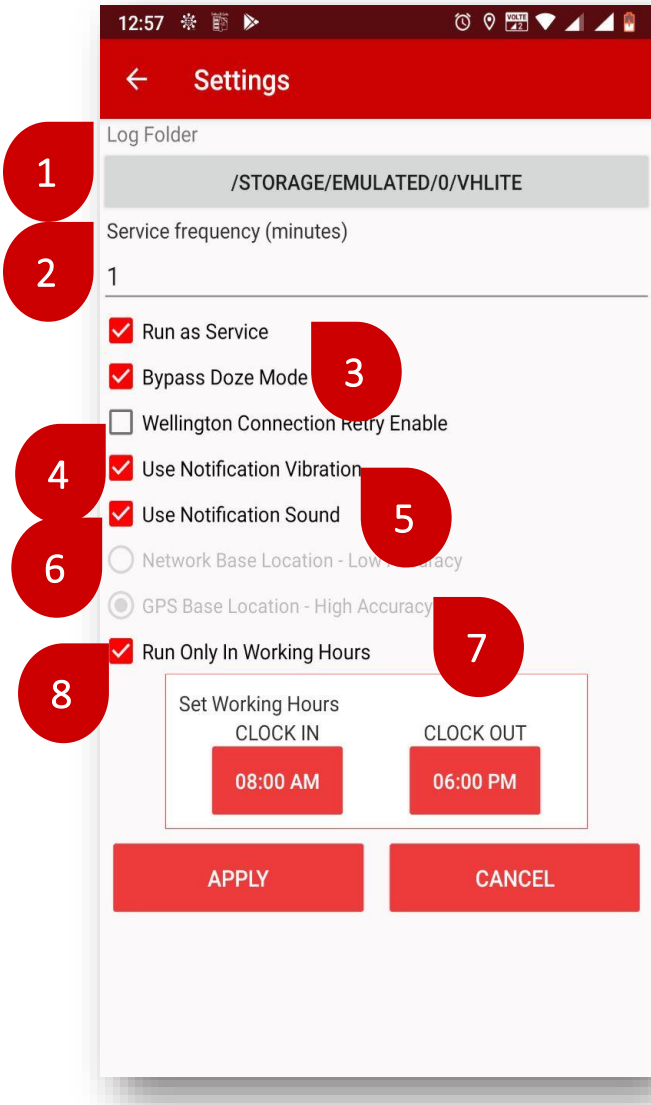 12:57
VOLTE
2
Settings
Log Folder
1
/STORAGE/EMULATED/0/VHLITE
Service frequency (minutes)
2
1
Run as Service
3
Bypass Doze Mode
Wellington Connection Retry Enable
4
Use Notification Vibration
5
Use Notification Sound
6
Network Base Location - Low
GPS Base Location - High Accuracy
7
Run Only In Working Hours
8
Set Working Hours
CLOCK IN CLOCK OUT
08:00 AM 06:00 PM
APPLY CANCEL